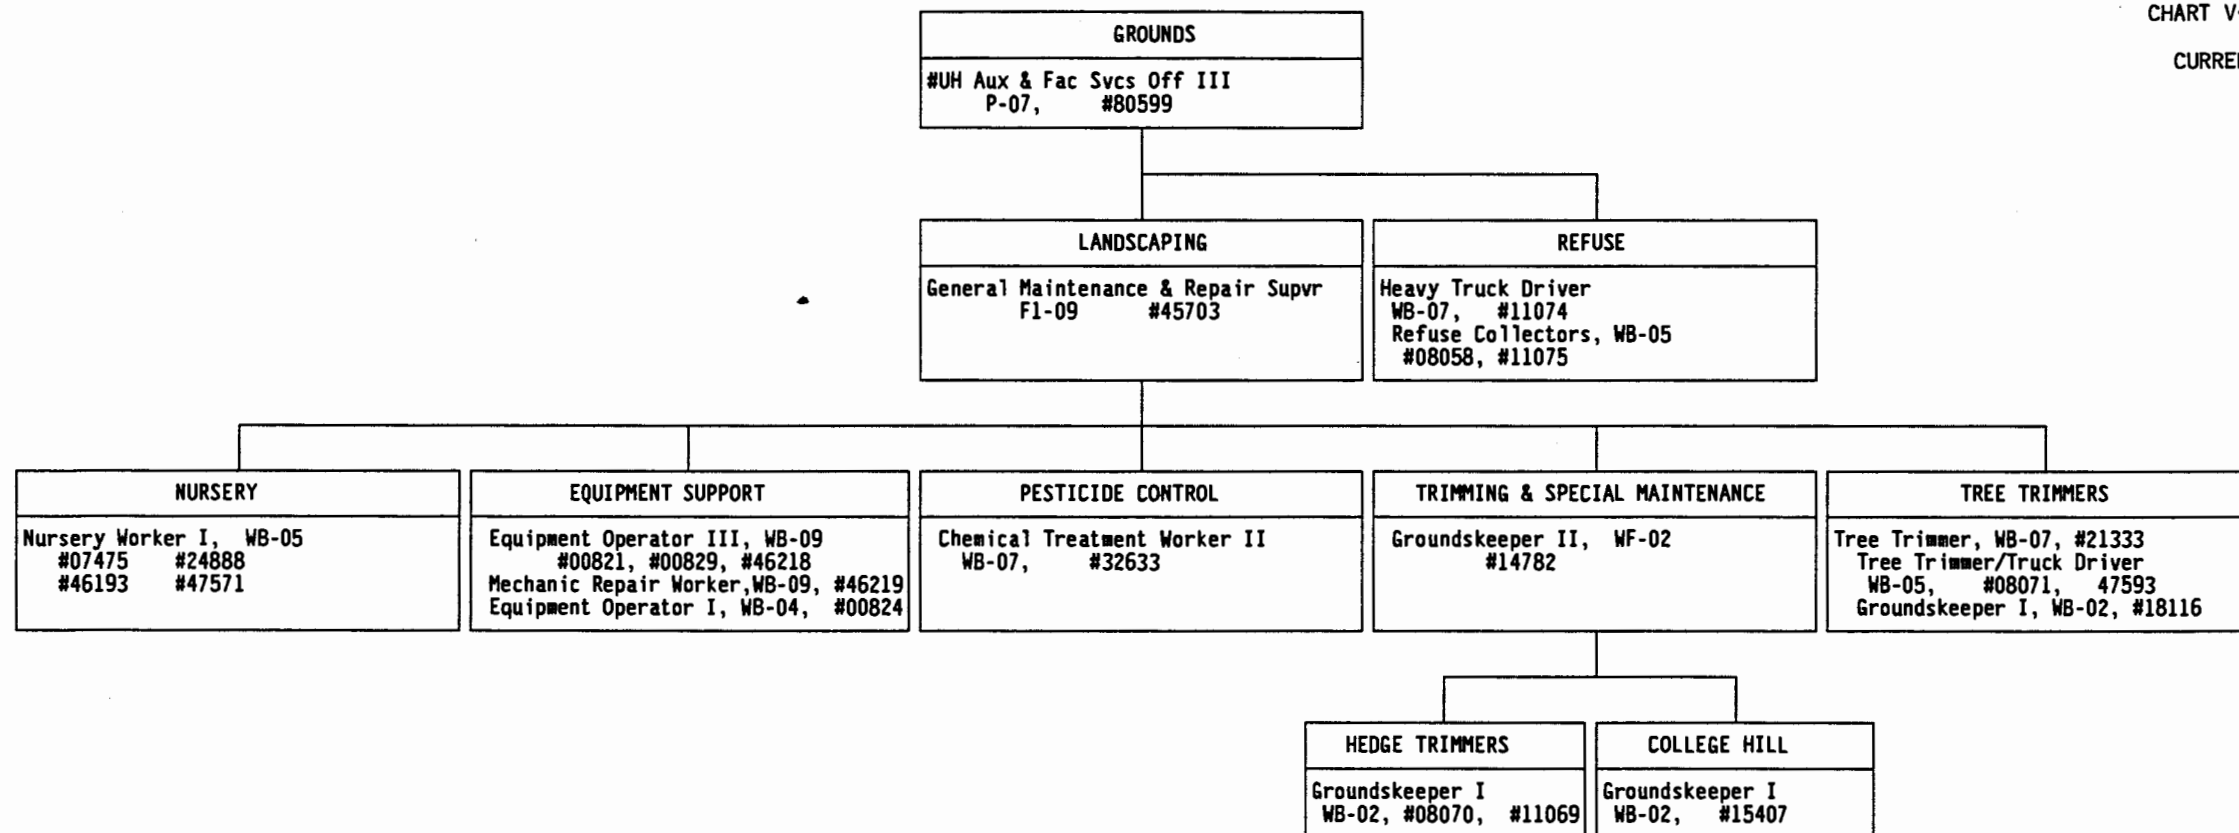 CHART V-
CURRE
GROUNDS
#UH Aux & Fac Svcs Off III
P-07, #80599
LANDSCAPING
General Maintenance & Repair Supvr
F1-09 #45703
REFUSE
Heavy Truck Driver
WB-07, #11074
Refuse Collectors, WB-05
#08058, #11075
NURSERY
Nursery Worker I, WB-05
#07475 #24888
#46193 #47571
EQUIPMENT SUPPORT
Equipment Operator III, WB-09
#00821, #00829, #46218
Mechanic Repair Worker,WB-09, #46219
Equipment Operator I, WB-04, #00824
PESTICIDE CONTROL
Chemical Treatment Worker II
WB-07, #32633
TRIMMING & SPECIAL MAINTENANCE
Groundskeeper II, WF-02
#14782
TREE TRIMMERS
Tree Trimmer, WB-07, #21333
Tree Trimmer/Truck Driver
WB-05, #08071, 47593
Groundskeeper I, WB-02, #18116
HEDGE TRIMMERS
Groundskeeper I
WB-02, #08070, #11069
COLLEGE HILL
Groundskeeper I
WB-02, #15407